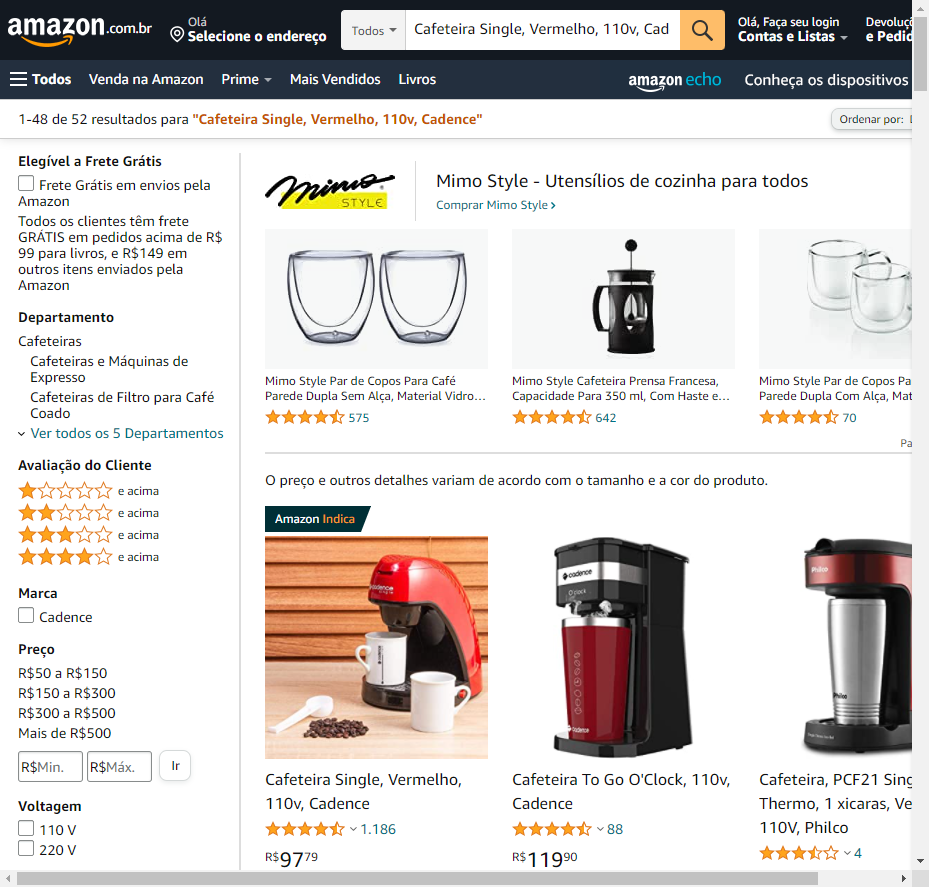 amazon.com.br
Olá
Selecione o endereço
Todos
Cafeteira Single, Vermelho, 110v, Cad
Olá, Faça seu login
Contas e Listas
Devoluçõ
e Pedid
Todos
Venda na Amazon
Prime
Mais Vendidos
Livros
amazon echo
Conheça os dispositivos
1-48 de 52 resultados para "Cafeteira Single, Vermelho, 110v, Cadence"
Ordenar por:
Elegível a Frete Grátis
Frete Grátis em envios pela
Amazon
Todos os clientes têm frete
GRÁTIS em pedidos acima de R$
99 para livros, e R$149 em
outros itens enviados pela
Amazon
Departamento
Cafeteiras
Cafeteiras e Máquinas de
Expresso
Cafeteiras de Filtro para Café
Coado
Ver todos os 5 Departamentos
Avaliação do Cliente
e acima
e acima
e acima
e acima
Marca
Cadence
Preço
R$50 a R$150
R$150 a R$300
R$300 a R$500
Mais de R$500
R$Min.
R$Máx.
Ir
Voltagem
110 V
220 V
mimo
STYLE
Mimo Style - Utensílios de cozinha para todos
Comprar Mimo Style
Mimo Style Par de Copos Para Café
Parede Dupla Sem Alça, Material Vidro…
575
Mimo Style Cafeteira Prensa Francesa,
Capacidade Para 350 ml, Com Haste e…
642
Mimo Style Par de Copos Pa
Parede Dupla Com Alça, Mat
70
Pa
O preço e outros detalhes variam de acordo com o tamanho e a cor do produto.
Amazon Indica
cadence
Cafeteira Single, Vermelho,
110v, Cadence
1.186
R$9779
cadence
O'clock
cadence
Cafeteira To Go O'Clock, 110v,
Cadence
88
R$11990
Philco
Philco
Cafeteira, PCF21 Sing
Thermo, 1 xicaras, Ve
110V, Philco
4